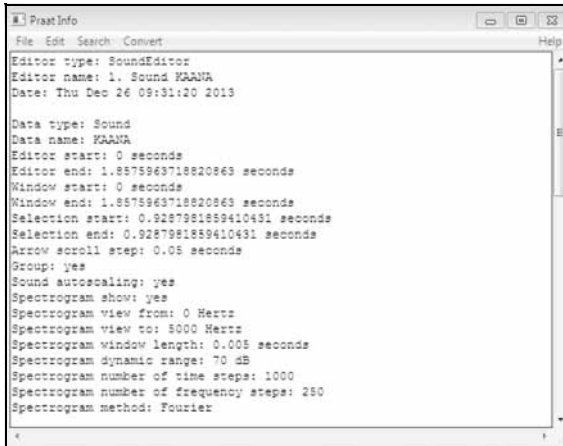 Praat Info
File Edit Search Convert Help
Editor type: SoundEditor
Editor name: 1. Sound KAANA
Date: Thu Dec 26 09:31:20 2013
Data type: Sound
Data name: KAANA
Editor start: 0 seconds
Editor end: 1.8575963718820863 seconds
Window start: 0 seconds
Window end: 1.8575963718820863 seconds
Selection start: 0.9287981859410431 seconds
Selection end: 0.9287981859410431 seconds
Arrow scroll step: 0.05 seconds
Group: yes
Sound autoscaling: yes
Spectrogram show: yes
Spectrogram view from: 0 Hertz
Spectrogram view to: 5000 Hertz
Spectrogram window length: 0.005 seconds
Spectrogram dynamic range: 70 dB
Spectrogram number of time steps: 1000
Spectrogram number of frequency steps: 250
Spectrogram method: Fourier